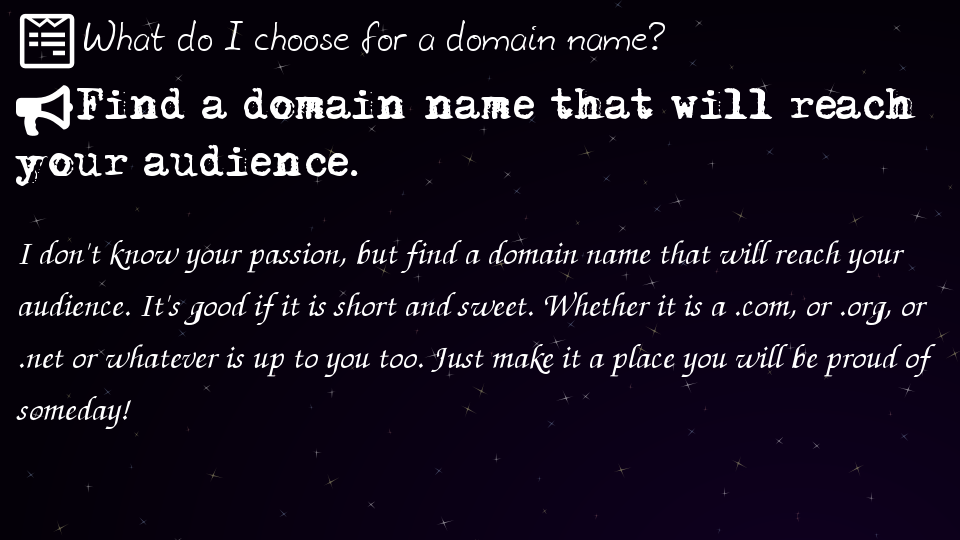 What do I choose for a domain name?
Find a domain name that will reach
your audience.
I don't know your passion, but find a domain name that will reach your
audience. It's good if it is short and sweet. Whether it is a .com, or .org, or
.net or whatever is up to you too. Just make it a place you will be proud of
someday!